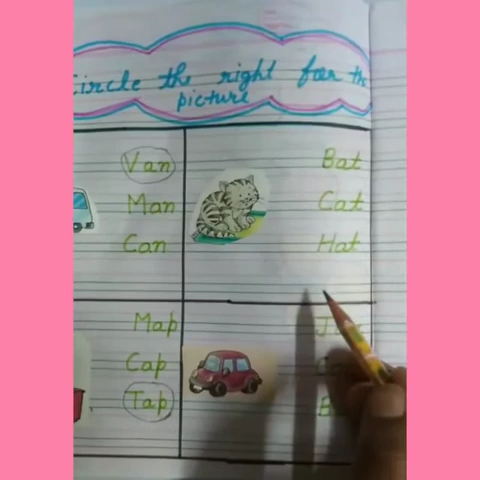 Circle the right for the
picture
Van
Man
Can
Bat
Cat
Hat
Map
Cap
Tap